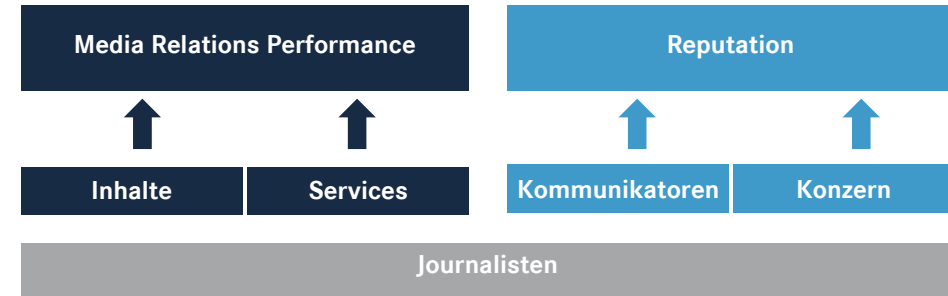 Media Relations Performance
Reputation
Inhalte
Services
Kommunikatoren
Konzern
Journalisten